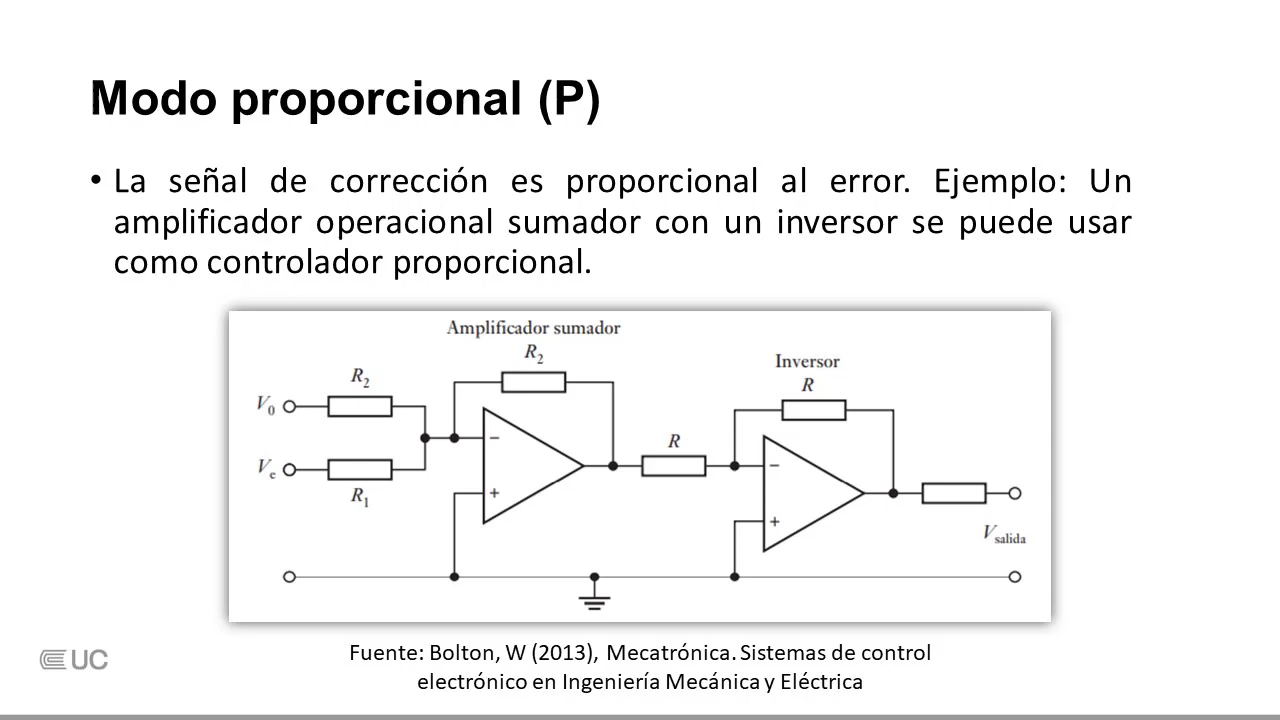 Modo proporcional (P)
• La señal de corrección es proporcional al error. Ejemplo: Un
amplificador operacional sumador con un inversor se puede usar
como controlador proporcional.
Amplificador sumador
R₂
Inversor
R
R₂
V₀
R
Vₑ
R₁
−
+
−
+
V salida
UC
Fuente: Bolton, W (2013), Mecatrónica. Sistemas de control
electrónico en Ingeniería Mecánica y Eléctrica